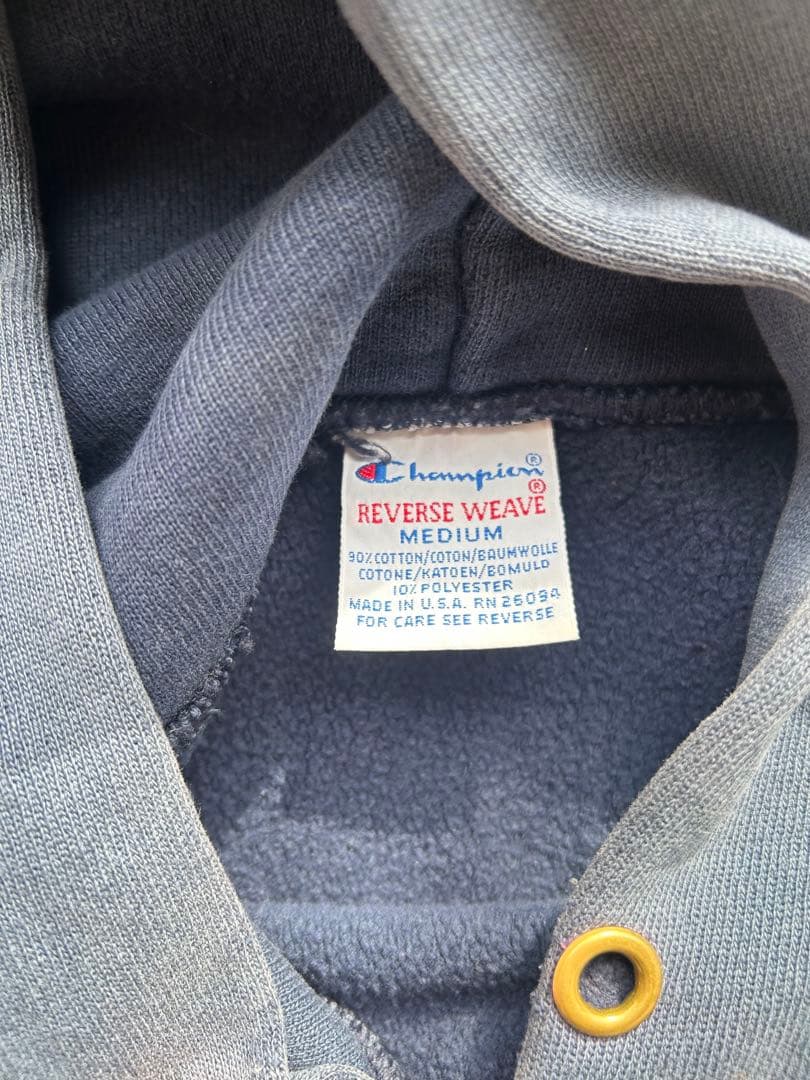 Champion®
REVERSE WEAVE®
MEDIUM
90% COTTON/COTON/BAUMWOLLE
COTONE/KATOEN/BOMULD
10% POLYESTER
MADE IN U.S.A. RN 26094
FOR CARE SEE REVERSE